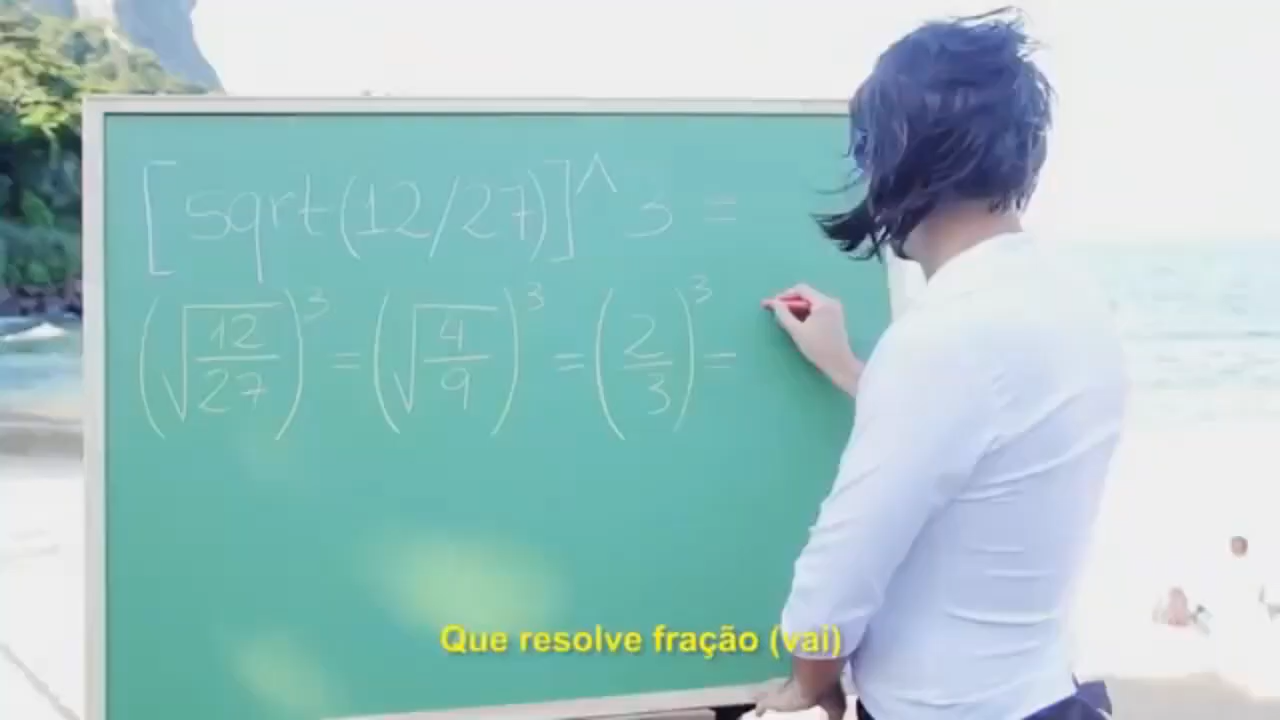 [sqrt(12/27)]^3 =
(√12/27)³ = (√4/9)³ = (2/3)³ =
Que resolve fração (vai)